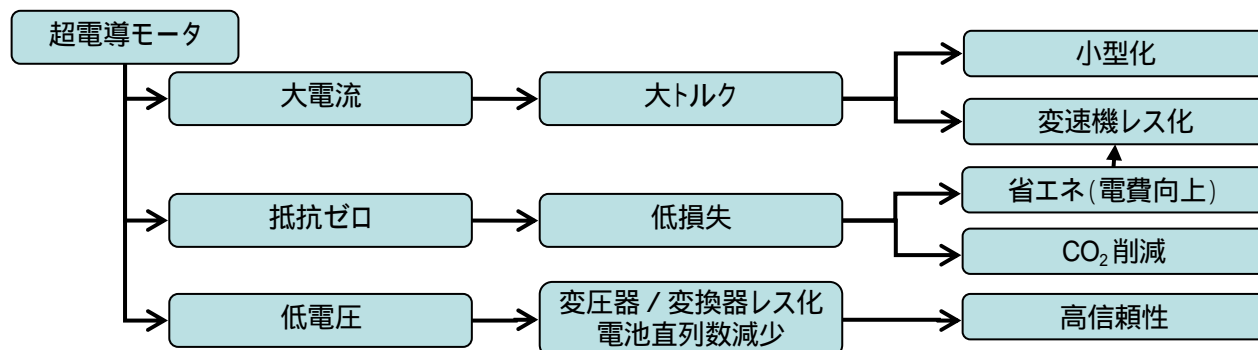 超電導モータ
大電流
大トルク
小型化
変速機レス化
抵抗ゼロ
低損失
省エネ(電費向上)
CO₂削減
低電圧
変圧器/変換器レス化
電池直列数減少
高信頼性